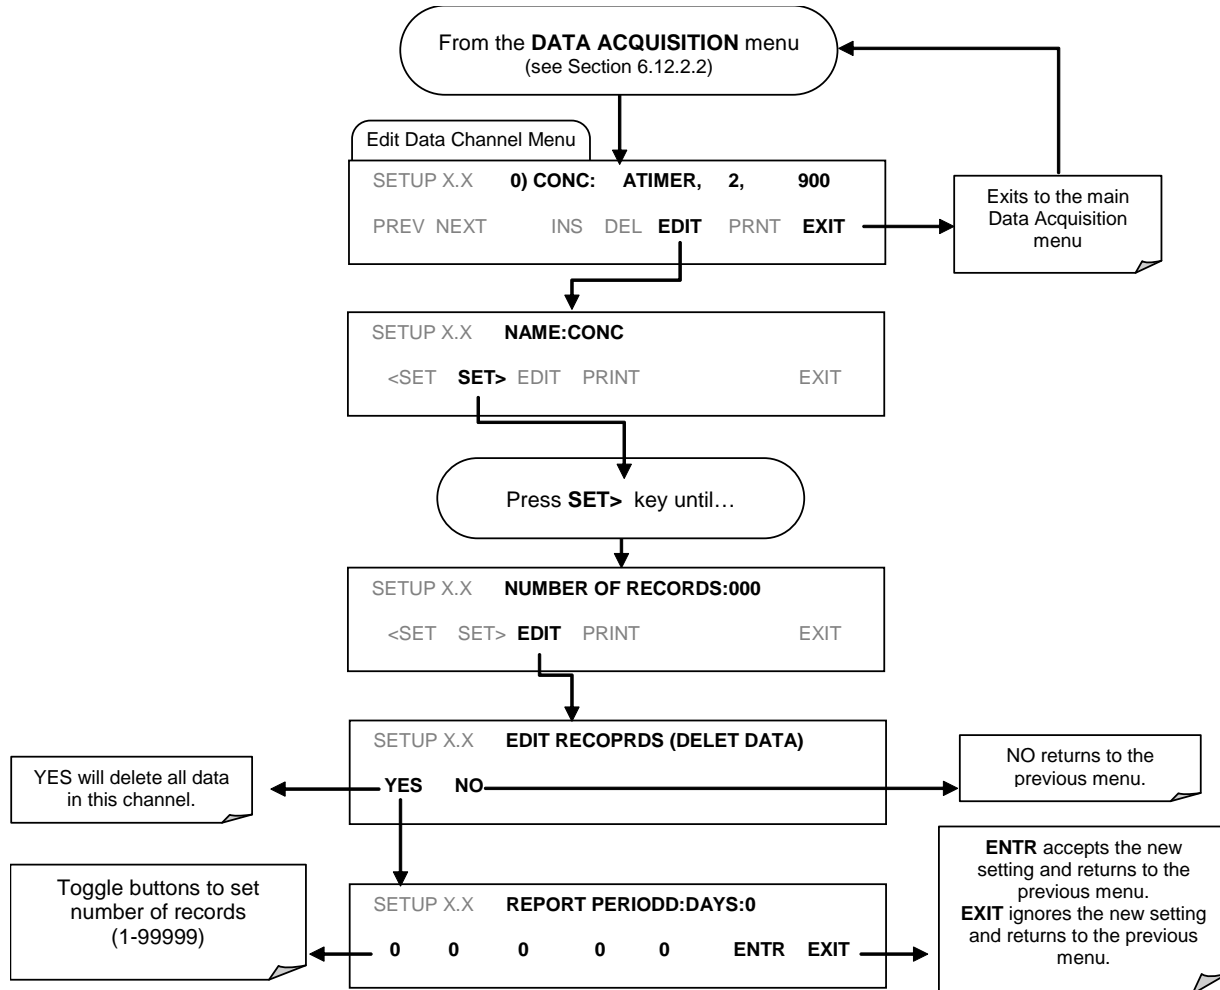 From the DATA ACQUISITION menu
(see Section 6.12.2.2)
Edit Data Channel Menu
SETUP X.X 0) CONC: ATIMER, 2, 900
PREV NEXT INS DEL EDIT PRNT EXIT
Exits to the main
Data Acquisition
menu
SETUP X.X NAME:CONC
<SET SET> EDIT PRINT EXIT
Press SET> key until…
SETUP X.X NUMBER OF RECORDS:000
<SET SET> EDIT PRINT EXIT
SETUP X.X EDIT RECOPRDS (DELET DATA)
YES NO
YES will delete all data
in this channel.
NO returns to the
previous menu.
Toggle buttons to set
number of records
(1-99999)
SETUP X.X REPORT PERIODD:DAYS:0
0 0 0 0 0 ENTR EXIT
ENTR accepts the new
setting and returns to the
previous menu.
EXIT ignores the new setting
and returns to the previous
menu.